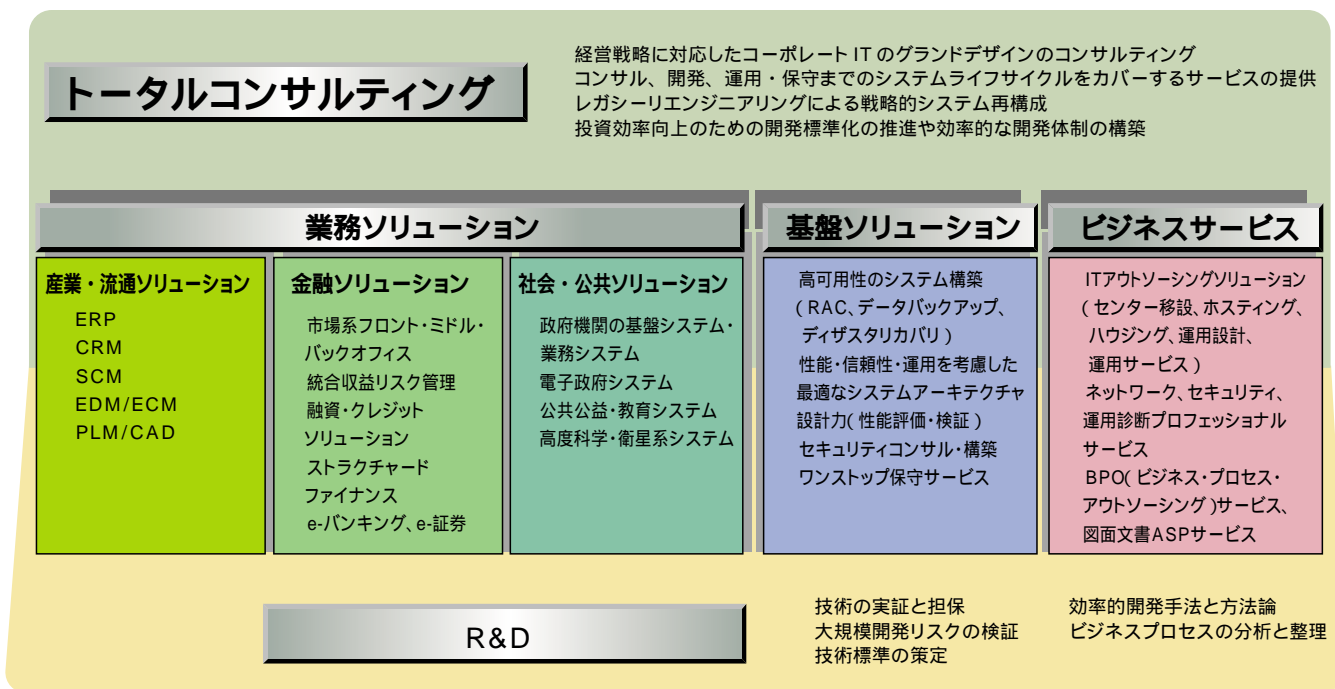 トータルコンサルティング
経営戦略に対応したコーポレート IT のグランドデザインのコンサルティング
コンサル、開発、運用・保守までのシステムライフサイクルをカバーするサービスの提供
レガシーリエンジニアリングによる戦略的システム再構成
投資効率向上のための開発標準化の推進や効率的な開発体制の構築
業務ソリューション
産業・流通ソリューション
ERP
CRM
SCM
EDM/ECM
PLM/CAD
金融ソリューション
市場系フロント・ミドル・
バックオフィス
統合収益リスク管理
融資・クレジット
ソリューション
ストラクチャード
ファイナンス
e-バンキング、e-証券
社会・公共ソリューション
政府機関の基盤システム・
業務システム
電子政府システム
公共公益・教育システム
高度科学・衛星系システム
基盤ソリューション
高可用性のシステム構築
(RAC、データバックアップ、
ディザスタリカバリ)
性能・信頼性・運用を考慮した
最適なシステムアーキテクチャ
設計力(性能評価・検証)
セキュリティコンサル・構築
ワンストップ保守サービス
ビジネスサービス
ITアウトソーシングソリューション
(センター移設、ホスティング、
ハウジング、運用設計、
運用サービス)
ネットワーク、セキュリティ、
運用診断プロフェッショナル
サービス
BPO(ビジネス・プロセス・
アウトソーシング)サービス、
図面文書ASPサービス
R&D
技術の実証と担保
大規模開発リスクの検証
技術標準の策定
効率的開発手法と方法論
ビジネスプロセスの分析と整理